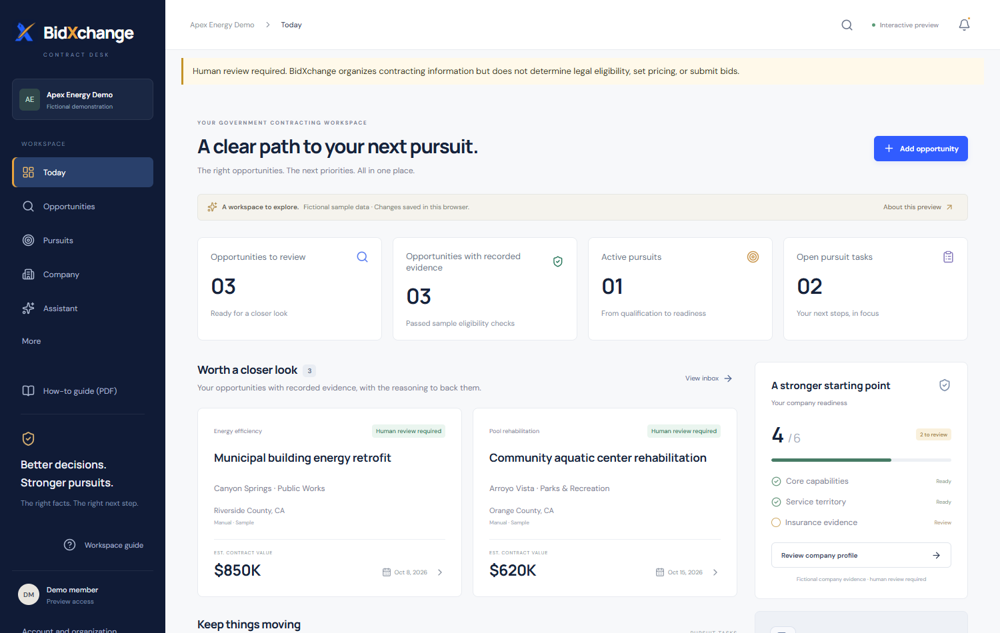 BidXchange
CONTRACT DESK
AE
Apex Energy Demo
Fictional demonstration
WORKSPACE
Today
Opportunities
Pursuits
Company
Assistant
More
How-to guide (PDF)
Better decisions.
Stronger pursuits.
The right facts. The right next step.
Workspace guide
DM
Demo member
Preview access
Account and organization
Apex Energy Demo
Today
Interactive preview
Human review required. BidXchange organizes contracting information but does not determine legal eligibility, set pricing, or submit bids.
YOUR GOVERNMENT CONTRACTING WORKSPACE
A clear path to your next pursuit.
The right opportunities. The next priorities. All in one place.
Add opportunity
A workspace to explore. Fictional sample data · Changes saved in this browser.
About this preview
Opportunities to review
03
Ready for a closer look
Opportunities with recorded
evidence
03
Passed sample eligibility checks
Active pursuits
01
From qualification to readiness
Open pursuit tasks
02
Your next steps, in focus
Worth a closer look 3
Your opportunities with recorded evidence, with the reasoning to back them.
View inbox
Energy efficiency
Human review required
Municipal building energy retrofit
Canyon Springs · Public Works
Riverside County, CA
Manual · Sample
EST. CONTRACT VALUE
$850K
Oct 8, 2026
Pool rehabilitation
Human review required
Community aquatic center rehabilitation
Arroyo Vista · Parks & Recreation
Orange County, CA
Manual · Sample
EST. CONTRACT VALUE
$620K
Oct 15, 2026
A stronger starting point
Your company readiness
4 / 6
2 to review
Core capabilities
Ready
Service territory
Ready
Insurance evidence
Review
Review company profile
Fictional company evidence · human review required
Keep things moving
PURSUIT TASKS